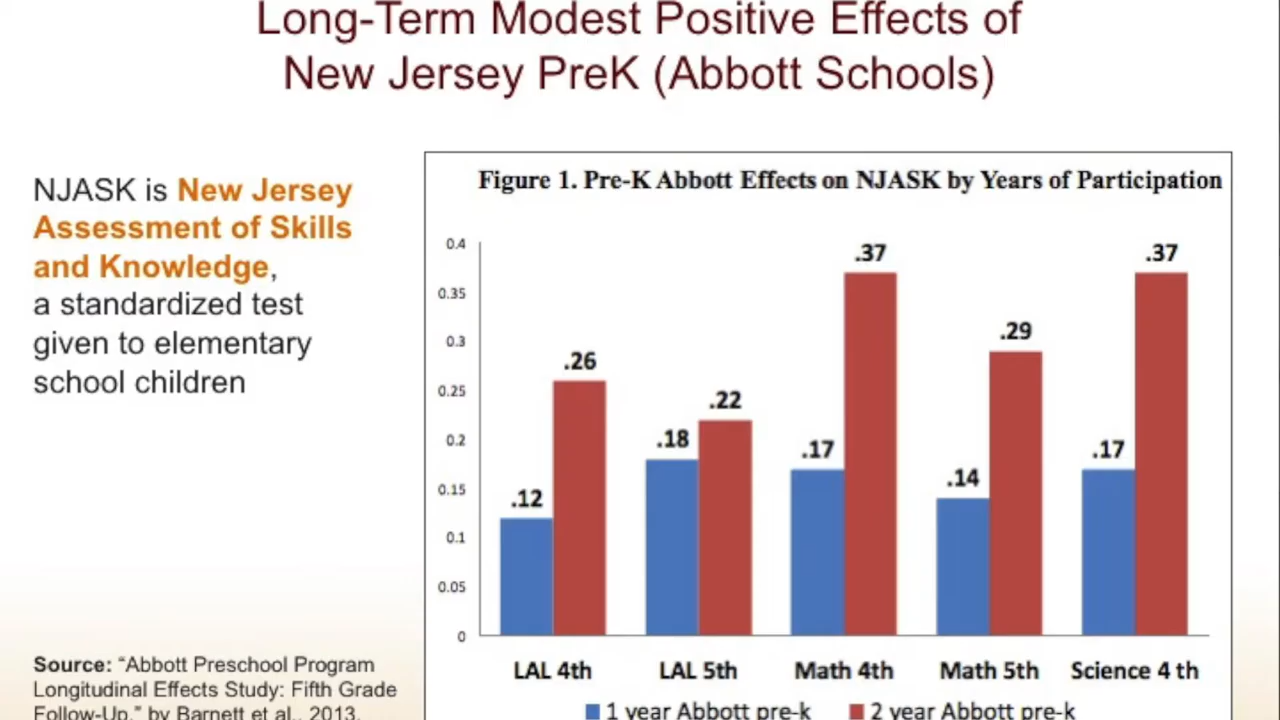 Long-Term Modest Positive Effects of
New Jersey PreK (Abbott Schools)
NJASK is New Jersey
Assessment of Skills
and Knowledge,
a standardized test
given to elementary
school children
Source: “Abbott Preschool Program
Longitudinal Effects Study: Fifth Grade
Follow-Up,” by Barnett et al., 2013.
Figure 1. Pre-K Abbott Effects on NJASK by Years of Participation
0.4
0.35
0.3
0.25
0.2
0.15
0.1
0.05
0
.12
.26
.18
.22
.17
.37
.14
.29
.17
.37
LAL 4th
LAL 5th
Math 4th
Math 5th
Science 4 th
1 year Abbott pre-k
2 year Abbott pre-k